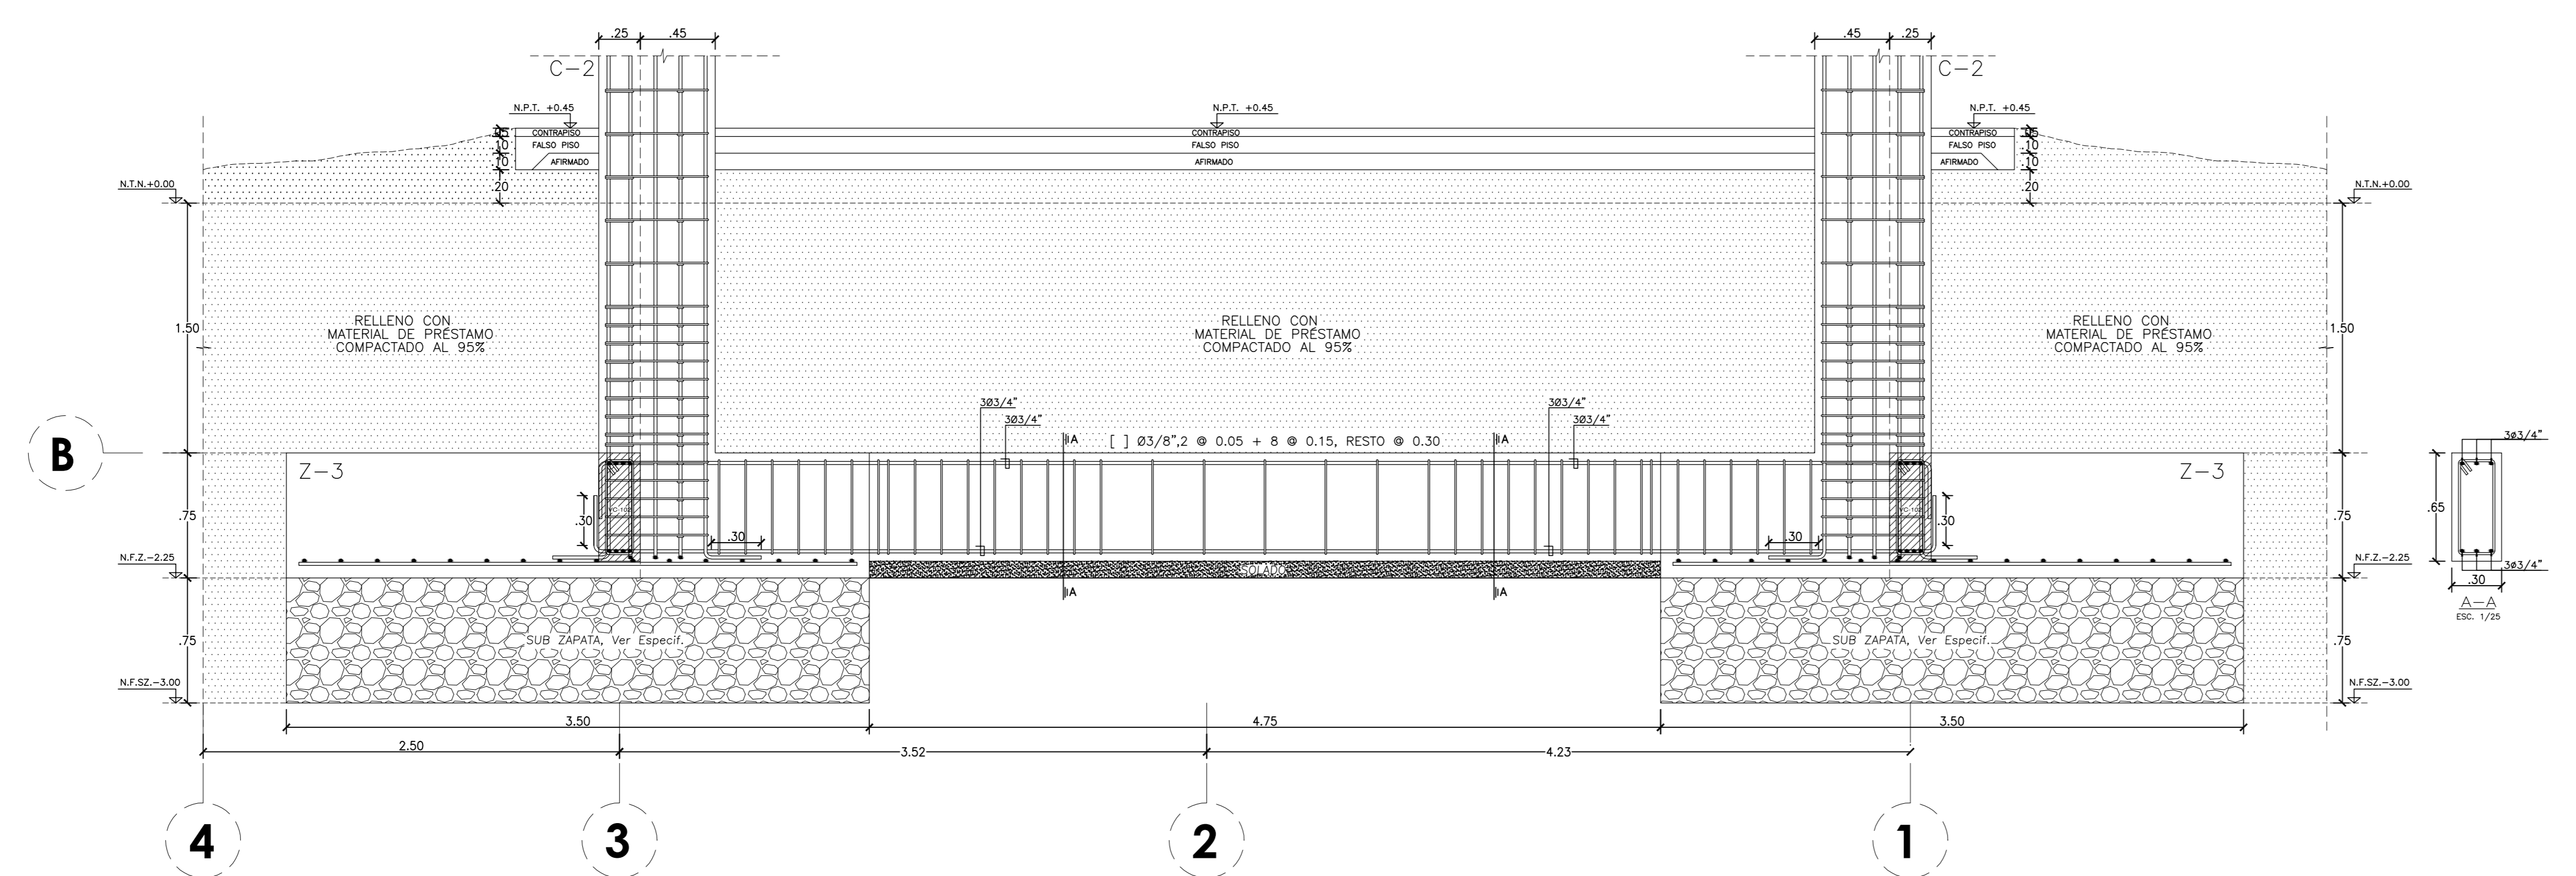 .25
.45
.45
.25
C-2
C-2
N.P.T. +0.45
N.P.T. +0.45
N.P.T. +0.45
.05
CONTRAPISO
CONTRAPISO
CONTRAPISO
.05
.10
FALSO PISO
FALSO PISO
FALSO PISO
.10
.10
AFIRMADO
AFIRMADO
AFIRMADO
.10
N.T.N.+0.00
.20
.20
N.T.N.+0.00
1.50
RELLENO CON
MATERIAL DE PRÉSTAMO
COMPACTADO AL 95%
RELLENO CON
MATERIAL DE PRÉSTAMO
COMPACTADO AL 95%
RELLENO CON
MATERIAL DE PRÉSTAMO
COMPACTADO AL 95%
1.50
3Ø3/4"
3Ø3/4"
3Ø3/4"
3Ø3/4"
A
[ ] Ø3/8",2 @ 0.05 + 8 @ 0.15, RESTO @ 0.30
A
B
3ø3/4"
Z-3
Z-3
.75
.30
VC-102
.30
.30
VC-102
.30
.75
.65
N.F.Z.-2.25
SOLADO
N.F.Z.-2.25
3ø3/4"
.30
A
A
A-A
ESC. 1/25
.75
SUB ZAPATA, Ver Especif.
SUB ZAPATA, Ver Especif.
.75
N.F.SZ.-3.00
N.F.SZ.-3.00
3.50
4.75
3.50
2.50
3.52
4.23
4
3
2
1